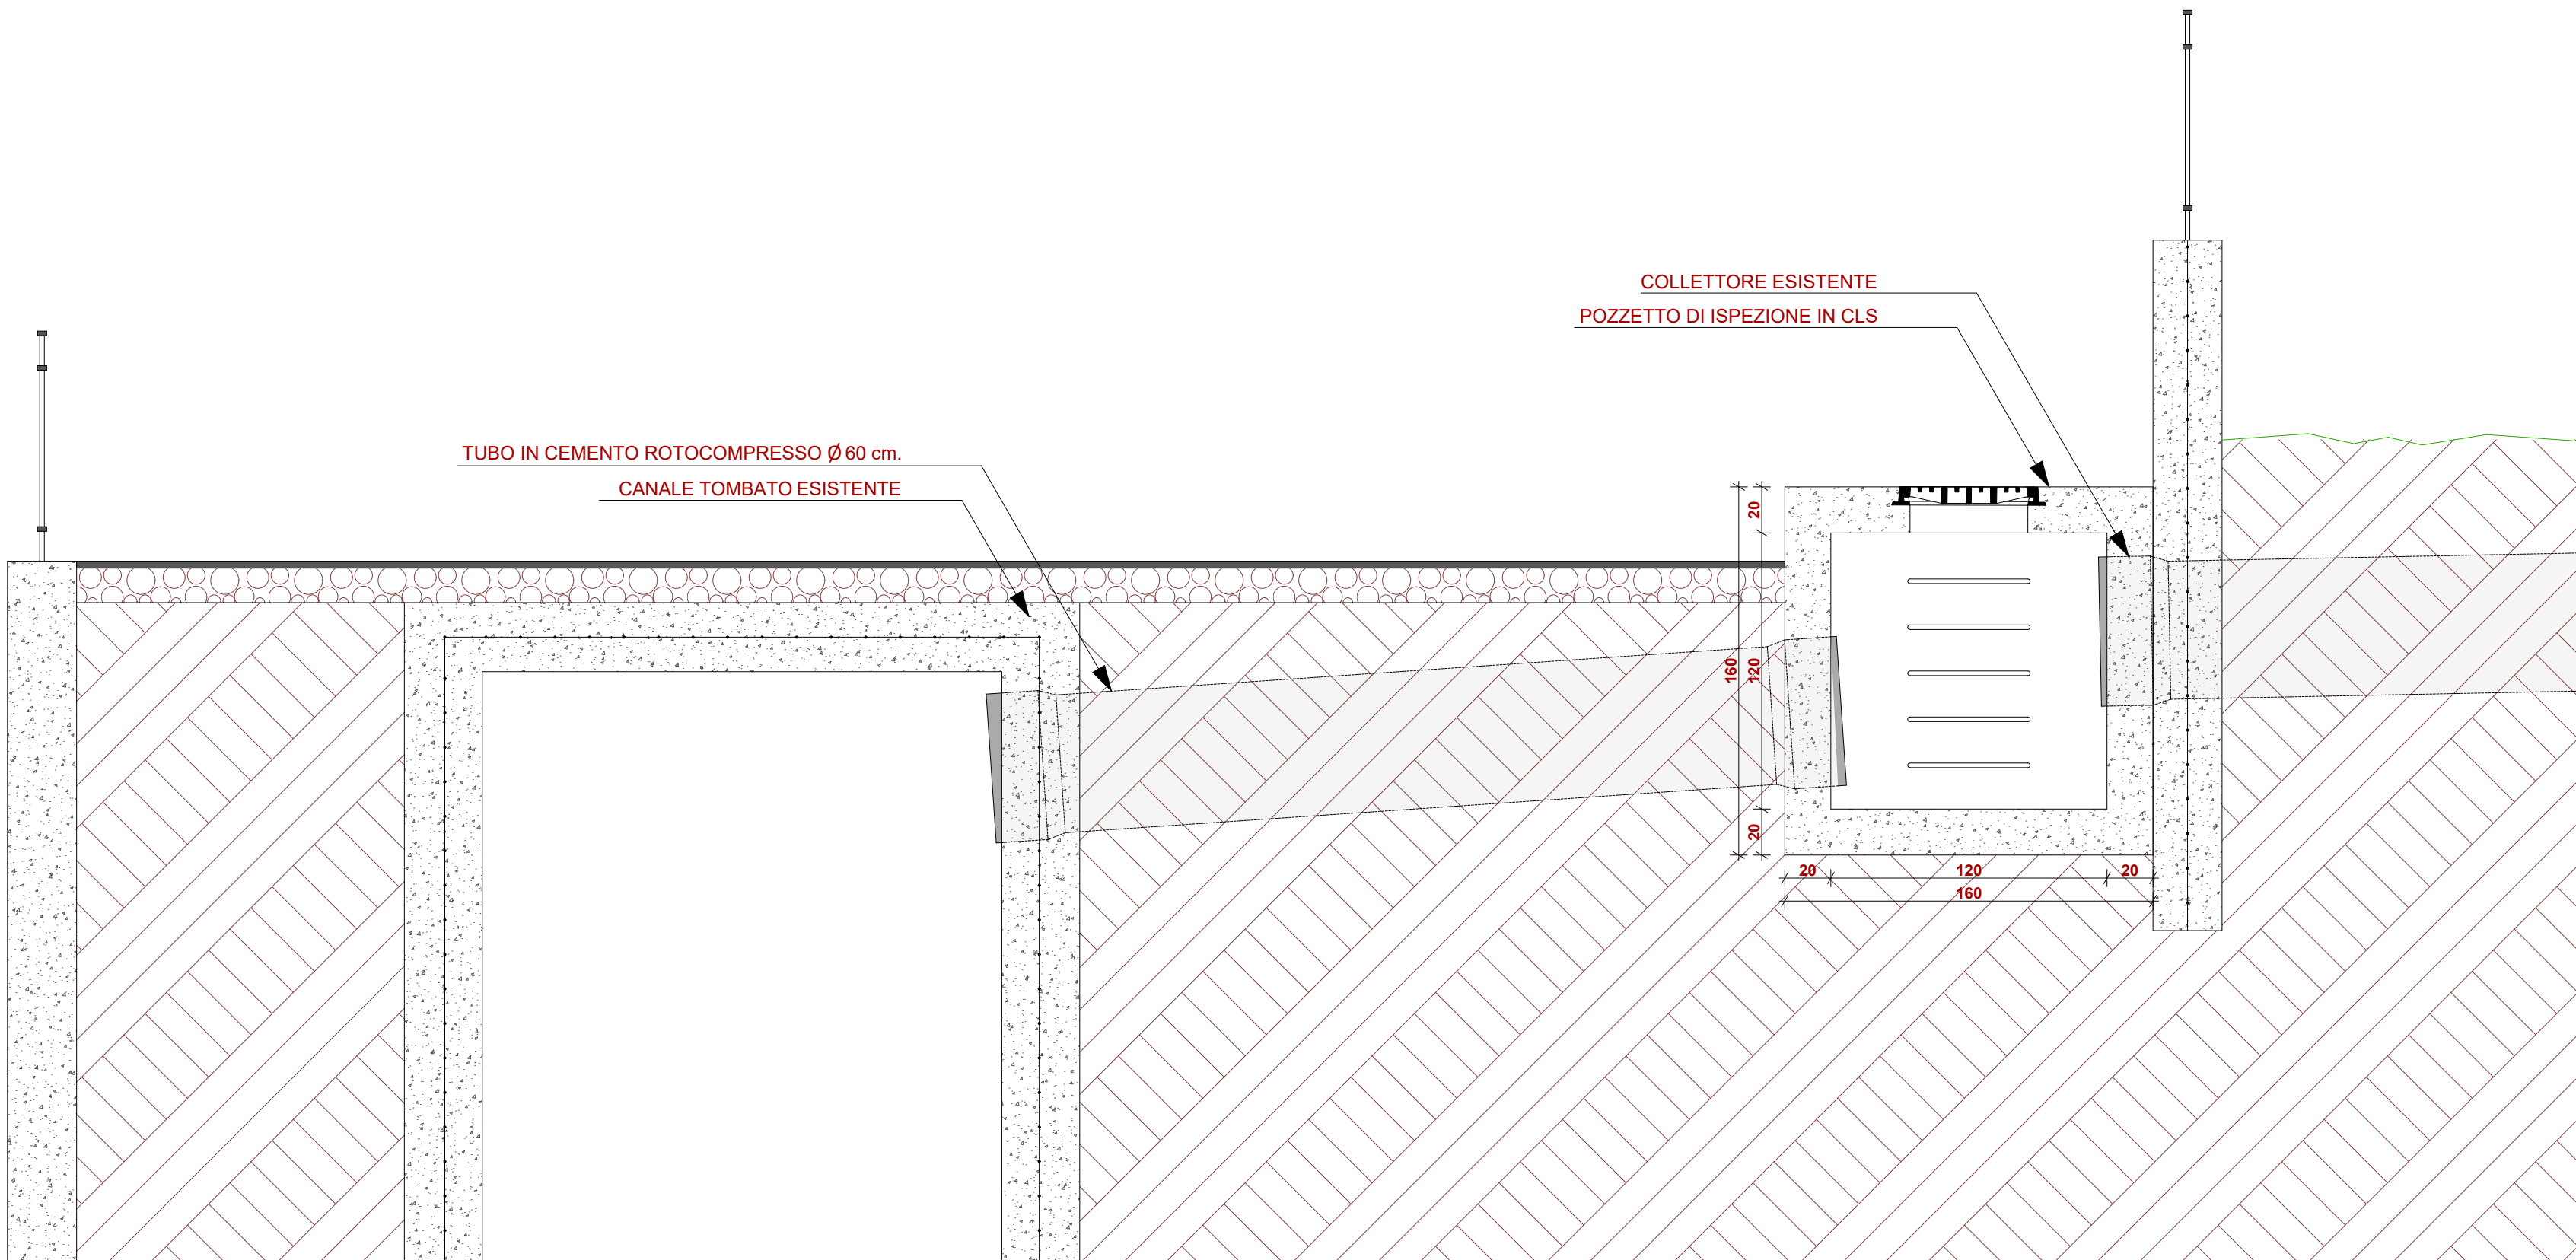 COLLETTORE ESISTENTE
POZZETTO DI ISPEZIONE IN CLS
TUBO IN CEMENTO ROTOCOMPRESSO Ø 60 cm.
CANALE TOMBATO ESISTENTE
20
160
120
20
20
120
20
160